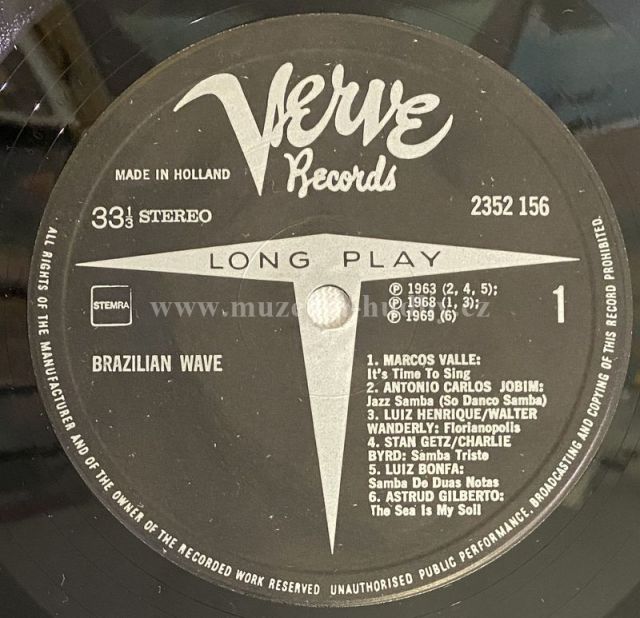 Verve
Records
MADE IN HOLLAND
33⅓ STEREO
2352 156
LONG PLAY
STEMRA
℗ 1963 (2, 4, 5);
℗ 1968 (1, 3);
℗ 1969 (6)
1
BRAZILIAN WAVE
1. MARCOS VALLE:
It's Time To Sing
2. ANTONIO CARLOS JOBIM:
Jazz Samba (So Danco Samba)
3. LUIZ HENRIQUE/WALTER
WANDERLY: Florianopolis
4. STAN GETZ/CHARLIE
BYRD: Samba Triste
5. LUIZ BONFA:
Samba De Duas Notas
6. ASTRUD GILBERTO:
The Sea Is My Soil
ALL RIGHTS OF THE MANUFACTURER AND OF THE OWNER OF THE RECORDED WORK RESERVED UNAUTHORISED PUBLIC PERFORMANCE, BROADCASTING AND COPYING OF THIS RECORD PROHIBITED.